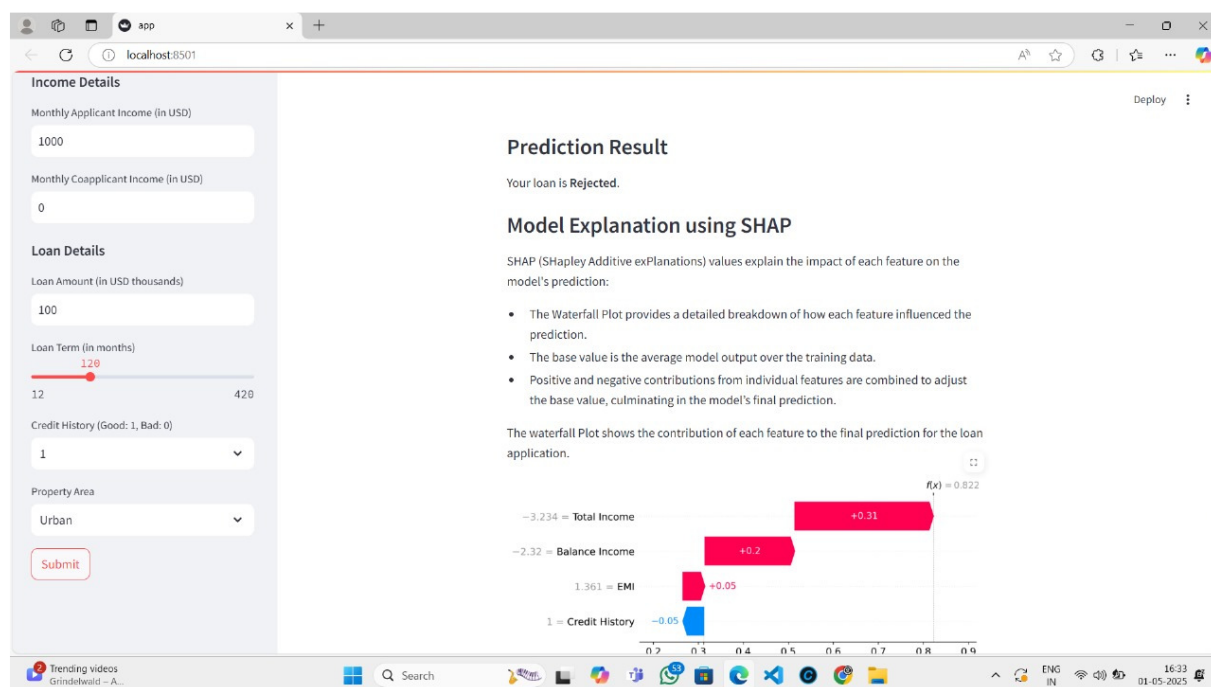 app
localhost:8501
Income Details
Monthly Applicant Income (in USD)
1000
Monthly Coapplicant Income (in USD)
0
Loan Details
Loan Amount (in USD thousands)
100
Loan Term (in months)
120
12 420
Credit History (Good: 1, Bad: 0)
1
Property Area
Urban
Submit
Deploy
Prediction Result
Your loan is Rejected.
Model Explanation using SHAP
SHAP (SHapley Additive exPlanations) values explain the impact of each feature on the
model's prediction:
• The Waterfall Plot provides a detailed breakdown of how each feature influenced the
prediction.
• The base value is the average model output over the training data.
• Positive and negative contributions from individual features are combined to adjust
the base value, culminating in the model's final prediction.
The waterfall Plot shows the contribution of each feature to the final prediction for the loan
application.
f(x) = 0.822
−3.234 = Total Income +0.31
−2.32 = Balance Income +0.2
1.361 = EMI +0.05
1 = Credit History −0.05
0.2 0.3 0.4 0.5 0.6 0.7 0.8 0.9
2
Trending videos
Grindelwald – A...
Search
53
ENG
IN
16:33
01-05-2025